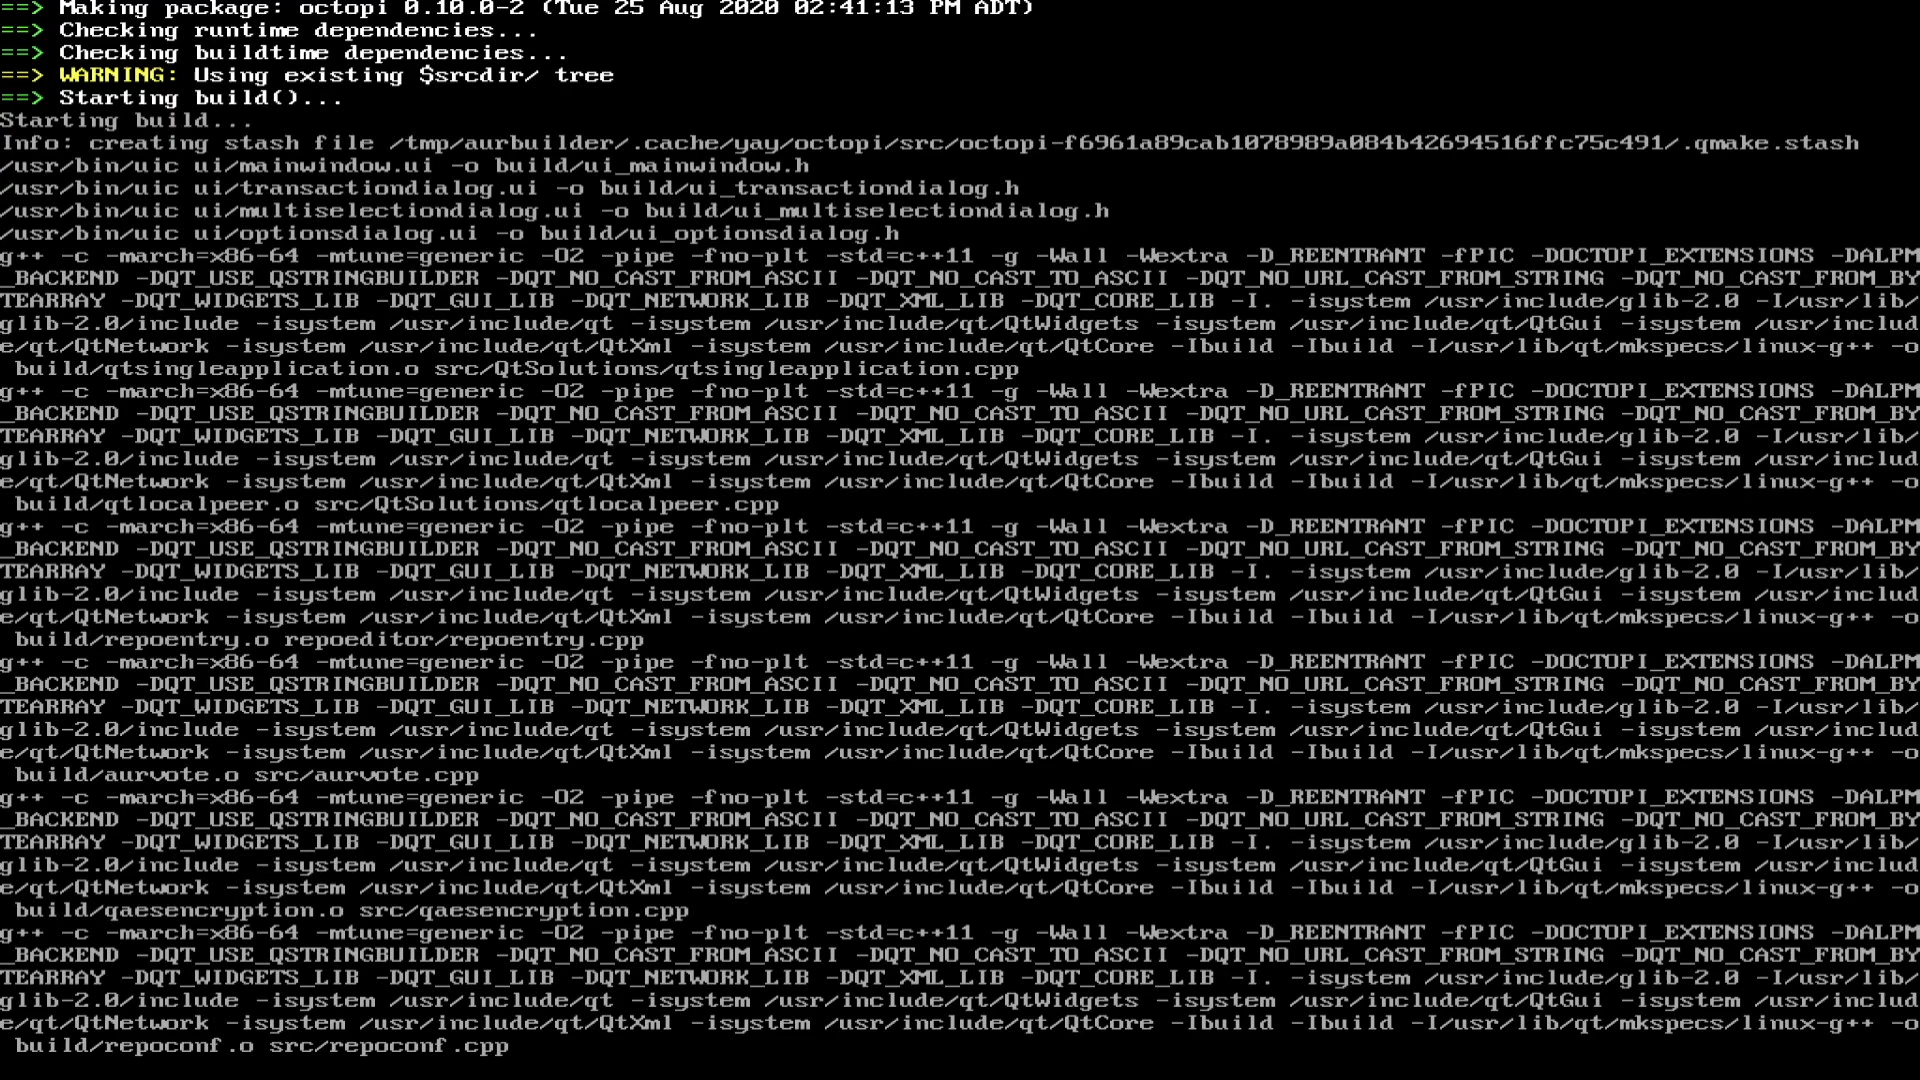 ==> Making package: octopi 0.10.0-2 (Tue 25 Aug 2020 02:41:13 PM ADT)
==> Checking runtime dependencies...
==> Checking buildtime dependencies...
==> WARNING: Using existing $srcdir/ tree
==> Starting build()...
Starting build...
Info: creating stash file /tmp/aurbuilder/.cache/yay/octopi/src/octopi-f6961a89cab1078989a084b42694516ffc75c491/.qmake.stash
/usr/bin/uic ui/mainwindow.ui -o build/ui_mainwindow.h
/usr/bin/uic ui/transactiondialog.ui -o build/ui_transactiondialog.h
/usr/bin/uic ui/multiselectiondialog.ui -o build/ui_multiselectiondialog.h
/usr/bin/uic ui/optionsdialog.ui -o build/ui_optionsdialog.h
g++ -c -march=x86-64 -mtune=generic -O2 -pipe -fno-plt -std=c++11 -g -Wall -Wextra -D_REENTRANT -fPIC -DOCTOPI_EXTENSIONS -DALPM
_BACKEND -DQT_USE_QSTRINGBUILDER -DQT_NO_CAST_FROM_ASCII -DQT_NO_CAST_TO_ASCII -DQT_NO_URL_CAST_FROM_STRING -DQT_NO_CAST_FROM_BY
TEARRAY -DQT_WIDGETS_LIB -DQT_GUI_LIB -DQT_NETWORK_LIB -DQT_XML_LIB -DQT_CORE_LIB -I. -isystem /usr/include/glib-2.0 -I/usr/lib/
glib-2.0/include -isystem /usr/include/qt -isystem /usr/include/qt/QtWidgets -isystem /usr/include/qt/QtGui -isystem /usr/includ
e/qt/QtNetwork -isystem /usr/include/qt/QtXml -isystem /usr/include/qt/QtCore -Ibuild -Ibuild -I/usr/lib/qt/mkspecs/linux-g++ -o
 build/qtsingleapplication.o src/QtSolutions/qtsingleapplication.cpp
g++ -c -march=x86-64 -mtune=generic -O2 -pipe -fno-plt -std=c++11 -g -Wall -Wextra -D_REENTRANT -fPIC -DOCTOPI_EXTENSIONS -DALPM
_BACKEND -DQT_USE_QSTRINGBUILDER -DQT_NO_CAST_FROM_ASCII -DQT_NO_CAST_TO_ASCII -DQT_NO_URL_CAST_FROM_STRING -DQT_NO_CAST_FROM_BY
TEARRAY -DQT_WIDGETS_LIB -DQT_GUI_LIB -DQT_NETWORK_LIB -DQT_XML_LIB -DQT_CORE_LIB -I. -isystem /usr/include/glib-2.0 -I/usr/lib/
glib-2.0/include -isystem /usr/include/qt -isystem /usr/include/qt/QtWidgets -isystem /usr/include/qt/QtGui -isystem /usr/includ
e/qt/QtNetwork -isystem /usr/include/qt/QtXml -isystem /usr/include/qt/QtCore -Ibuild -Ibuild -I/usr/lib/qt/mkspecs/linux-g++ -o
 build/qtlocalpeer.o src/QtSolutions/qtlocalpeer.cpp
g++ -c -march=x86-64 -mtune=generic -O2 -pipe -fno-plt -std=c++11 -g -Wall -Wextra -D_REENTRANT -fPIC -DOCTOPI_EXTENSIONS -DALPM
_BACKEND -DQT_USE_QSTRINGBUILDER -DQT_NO_CAST_FROM_ASCII -DQT_NO_CAST_TO_ASCII -DQT_NO_URL_CAST_FROM_STRING -DQT_NO_CAST_FROM_BY
TEARRAY -DQT_WIDGETS_LIB -DQT_GUI_LIB -DQT_NETWORK_LIB -DQT_XML_LIB -DQT_CORE_LIB -I. -isystem /usr/include/glib-2.0 -I/usr/lib/
glib-2.0/include -isystem /usr/include/qt -isystem /usr/include/qt/QtWidgets -isystem /usr/include/qt/QtGui -isystem /usr/includ
e/qt/QtNetwork -isystem /usr/include/qt/QtXml -isystem /usr/include/qt/QtCore -Ibuild -Ibuild -I/usr/lib/qt/mkspecs/linux-g++ -o
 build/repoentry.o repoeditor/repoentry.cpp
g++ -c -march=x86-64 -mtune=generic -O2 -pipe -fno-plt -std=c++11 -g -Wall -Wextra -D_REENTRANT -fPIC -DOCTOPI_EXTENSIONS -DALPM
_BACKEND -DQT_USE_QSTRINGBUILDER -DQT_NO_CAST_FROM_ASCII -DQT_NO_CAST_TO_ASCII -DQT_NO_URL_CAST_FROM_STRING -DQT_NO_CAST_FROM_BY
TEARRAY -DQT_WIDGETS_LIB -DQT_GUI_LIB -DQT_NETWORK_LIB -DQT_XML_LIB -DQT_CORE_LIB -I. -isystem /usr/include/glib-2.0 -I/usr/lib/
glib-2.0/include -isystem /usr/include/qt -isystem /usr/include/qt/QtWidgets -isystem /usr/include/qt/QtGui -isystem /usr/includ
e/qt/QtNetwork -isystem /usr/include/qt/QtXml -isystem /usr/include/qt/QtCore -Ibuild -Ibuild -I/usr/lib/qt/mkspecs/linux-g++ -o
 build/aurvote.o src/aurvote.cpp
g++ -c -march=x86-64 -mtune=generic -O2 -pipe -fno-plt -std=c++11 -g -Wall -Wextra -D_REENTRANT -fPIC -DOCTOPI_EXTENSIONS -DALPM
_BACKEND -DQT_USE_QSTRINGBUILDER -DQT_NO_CAST_FROM_ASCII -DQT_NO_CAST_TO_ASCII -DQT_NO_URL_CAST_FROM_STRING -DQT_NO_CAST_FROM_BY
TEARRAY -DQT_WIDGETS_LIB -DQT_GUI_LIB -DQT_NETWORK_LIB -DQT_XML_LIB -DQT_CORE_LIB -I. -isystem /usr/include/glib-2.0 -I/usr/lib/
glib-2.0/include -isystem /usr/include/qt -isystem /usr/include/qt/QtWidgets -isystem /usr/include/qt/QtGui -isystem /usr/includ
e/qt/QtNetwork -isystem /usr/include/qt/QtXml -isystem /usr/include/qt/QtCore -Ibuild -Ibuild -I/usr/lib/qt/mkspecs/linux-g++ -o
 build/qaesencryption.o src/qaesencryption.cpp
g++ -c -march=x86-64 -mtune=generic -O2 -pipe -fno-plt -std=c++11 -g -Wall -Wextra -D_REENTRANT -fPIC -DOCTOPI_EXTENSIONS -DALPM
_BACKEND -DQT_USE_QSTRINGBUILDER -DQT_NO_CAST_FROM_ASCII -DQT_NO_CAST_TO_ASCII -DQT_NO_URL_CAST_FROM_STRING -DQT_NO_CAST_FROM_BY
TEARRAY -DQT_WIDGETS_LIB -DQT_GUI_LIB -DQT_NETWORK_LIB -DQT_XML_LIB -DQT_CORE_LIB -I. -isystem /usr/include/glib-2.0 -I/usr/lib/
glib-2.0/include -isystem /usr/include/qt -isystem /usr/include/qt/QtWidgets -isystem /usr/include/qt/QtGui -isystem /usr/includ
e/qt/QtNetwork -isystem /usr/include/qt/QtXml -isystem /usr/include/qt/QtCore -Ibuild -Ibuild -I/usr/lib/qt/mkspecs/linux-g++ -o
 build/repoconf.o src/repoconf.cpp